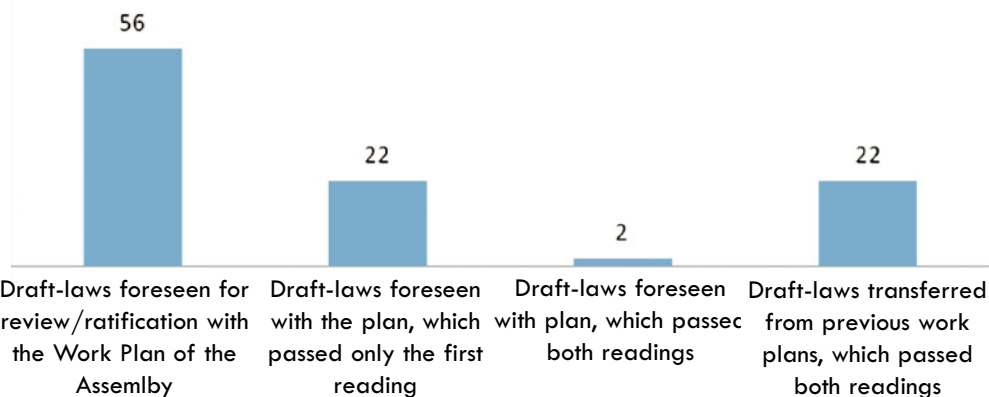 56
22
2
22
Draft-laws foreseen for
review/ratification with
the Work Plan of the
Assemlby
Draft-laws foreseen
with the plan, which
passed only the first
reading
Draft-laws foreseen
with plan, which passec
both readings
Draft-laws transferred
from previous work
plans, which passed
both readings